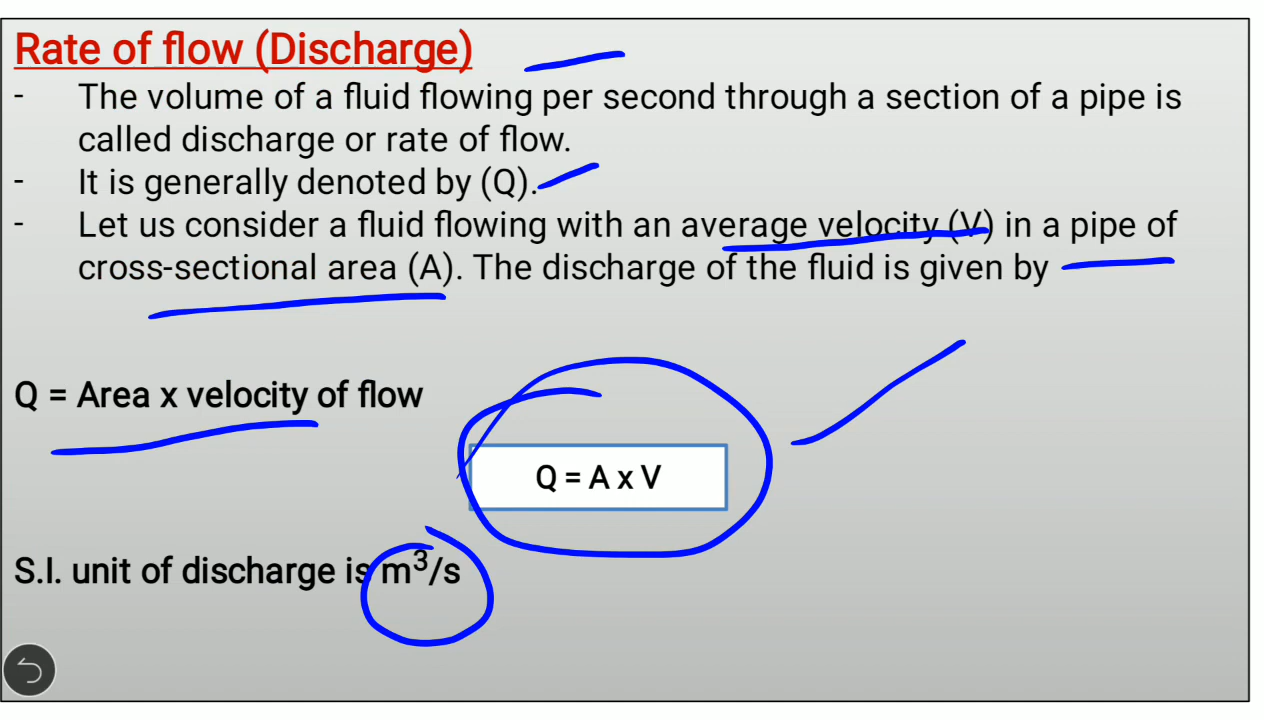 Rate of flow (Discharge)
- The volume of a fluid flowing per second through a section of a pipe is
called discharge or rate of flow.
- It is generally denoted by (Q).
- Let us consider a fluid flowing with an average velocity (V) in a pipe of
cross-sectional area (A). The discharge of the fluid is given by
Q = Area x velocity of flow
Q = A x V
S.I. unit of discharge is m³/s